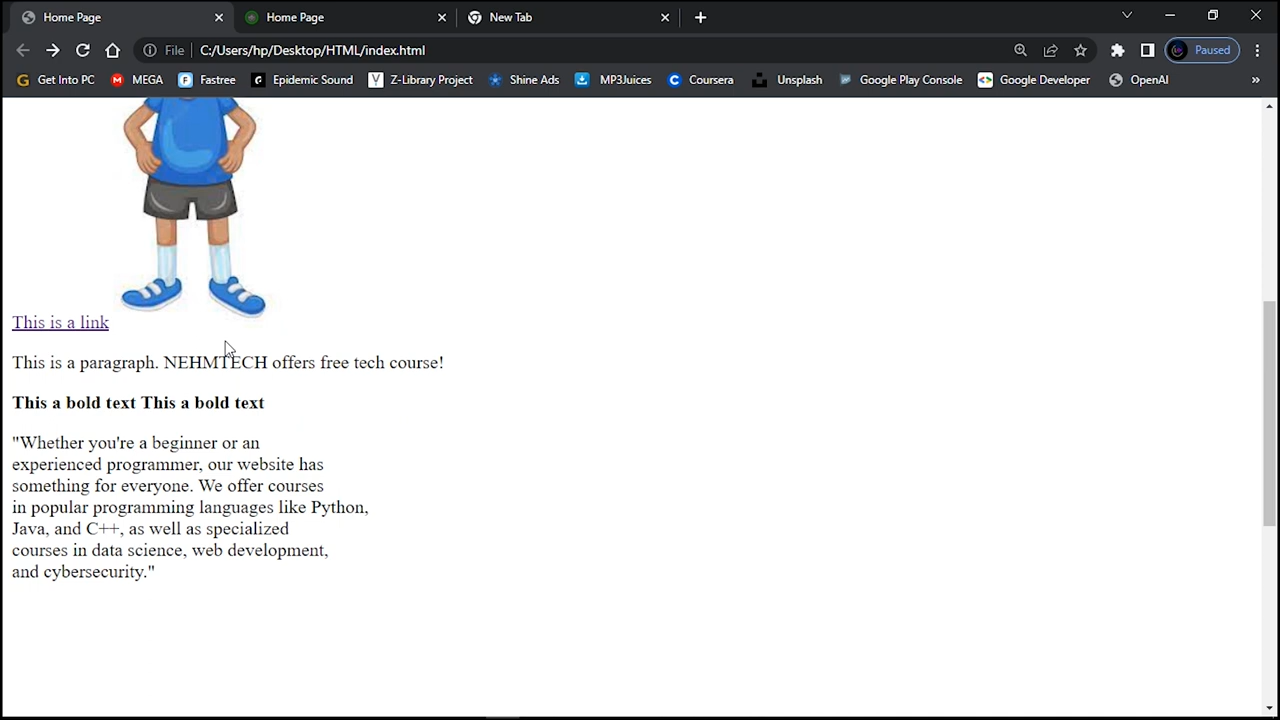 Home Page
Home Page
New Tab
File C:/Users/hp/Desktop/HTML/index.html
Paused
Get Into PC MEGA Fastree Epidemic Sound Z-Library Project Shine Ads MP3Juices Coursera Unsplash Google Play Console Google Developer OpenAI »
This is a link
This is a paragraph. NEHMTECH offers free tech course!
This a bold text This a bold text
"Whether you're a beginner or an
experienced programmer, our website has
something for everyone. We offer courses
in popular programming languages like Python,
Java, and C++, as well as specialized
courses in data science, web development,
and cybersecurity."